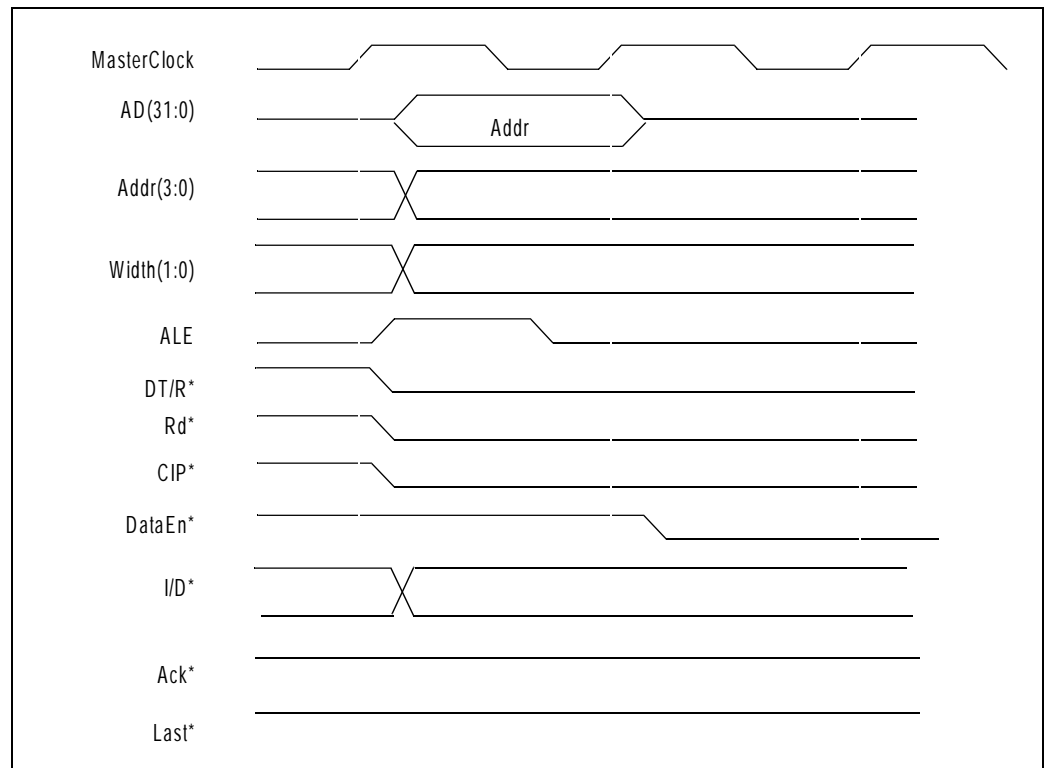 MasterClock
AD(31:0)
Addr
Addr(3:0)
Width(1:0)
ALE
DT/R*
Rd*
CIP*
DataEn*
I/D*
Ack*
Last*